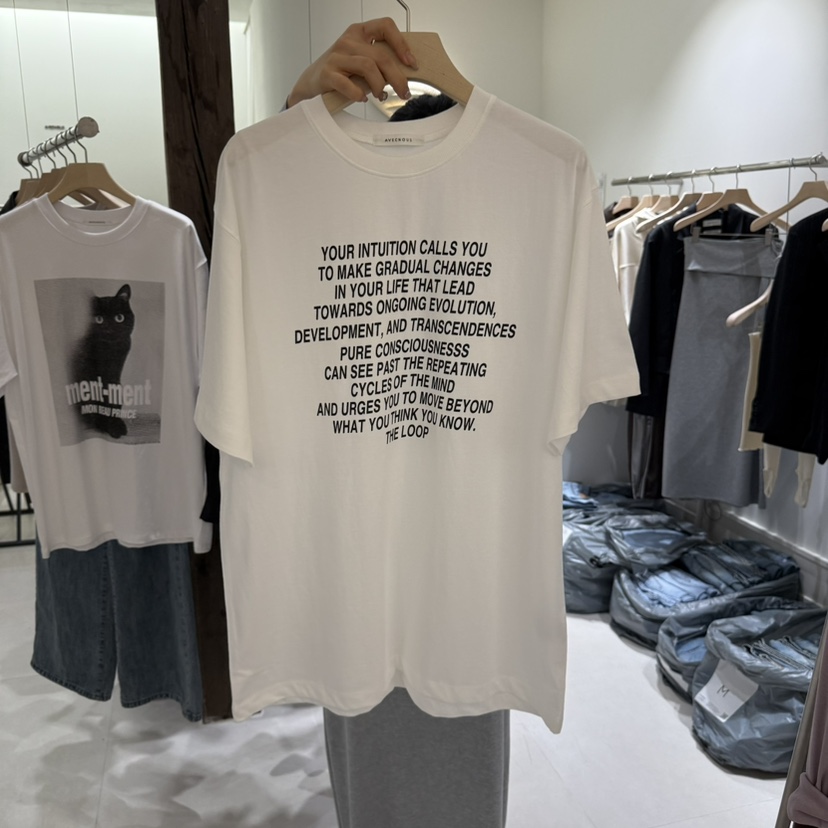 YOUR INTUITION CALLS YOU
TO MAKE GRADUAL CHANGES
IN YOUR LIFE THAT LEAD
TOWARDS ONGOING EVOLUTION,
DEVELOPMENT, AND TRANSCENDENCES
PURE CONSCIOUSNESSS
CAN SEE PAST THE REPEATING
CYCLES OF THE MIND
AND URGES YOU TO MOVE BEYOND
WHAT YOU THINK YOU KNOW.
THE LOOP
ment-ment
PRINCE
M